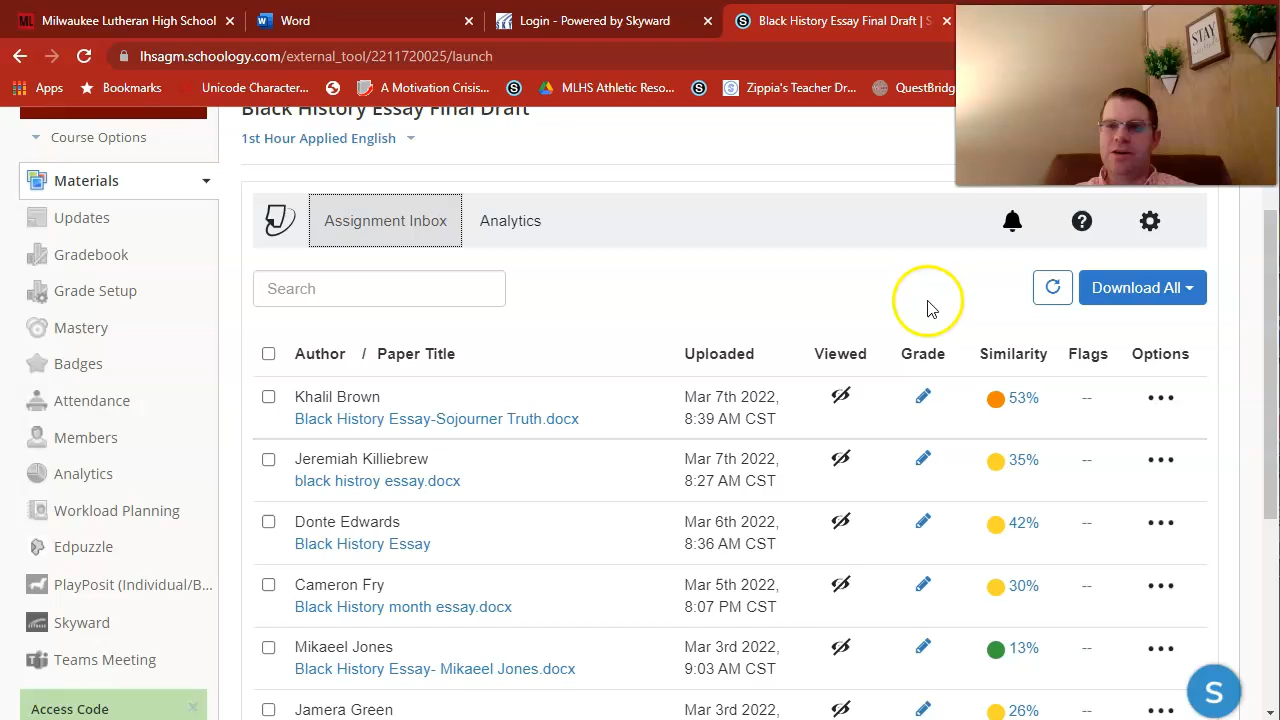 Milwaukee Lutheran High School
Word
Login - Powered by Skyward
Black History Essay Final Draft | S
lhsagm.schoology.com/external_tool/2211720025/launch
Apps
Bookmarks
Unicode Character...
A Motivation Crisis...
MLHS Athletic Reso...
Zippia's Teacher Dr...
QuestBridg
STAY
Black History Essay Final Draft
Course Options
1st Hour Applied English
Materials
Updates
Gradebook
Grade Setup
Mastery
Badges
Attendance
Members
Analytics
Workload Planning
Edpuzzle
PlayPosit (Individual/B...
Skyward
Teams Meeting
Access Code
Assignment Inbox
Analytics
Search
Download All
Author / Paper Title Uploaded Viewed Grade Similarity Flags Options
Khalil Brown Mar 7th 2022, 53% --
Black History Essay-Sojourner Truth.docx 8:39 AM CST
Jeremiah Killiebrew Mar 7th 2022, 35% --
black histroy essay.docx 8:27 AM CST
Donte Edwards Mar 6th 2022, 42% --
Black History Essay 8:36 AM CST
Cameron Fry Mar 5th 2022, 30% --
Black History month essay.docx 8:07 PM CST
Mikaeel Jones Mar 3rd 2022, 13% --
Black History Essay- Mikaeel Jones.docx 9:03 AM CST
Jamera Green Mar 3rd 2022, 26% --
S